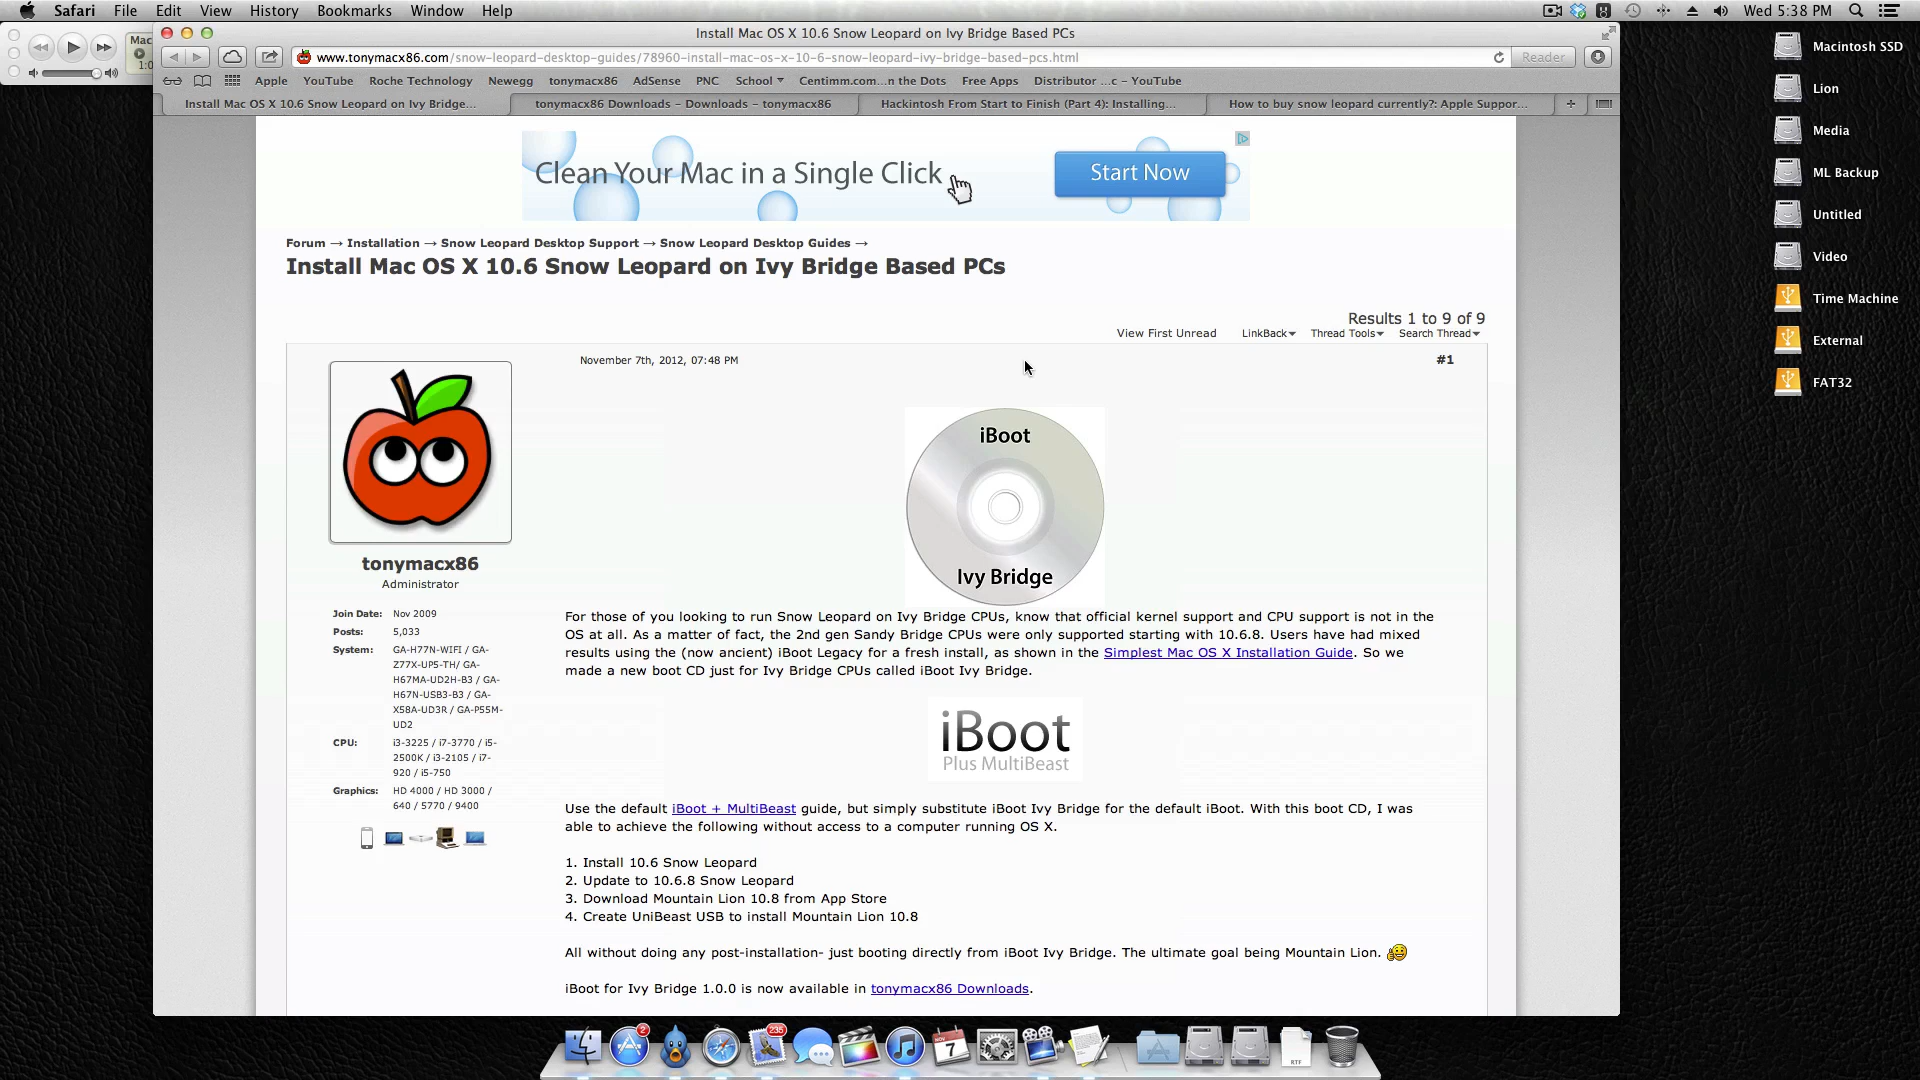 Safari File Edit View History Bookmarks Window Help
Wed 5:38 PM
Mac
1:0
Install Mac OS X 10.6 Snow Leopard on Ivy Bridge Based PCs
www.tonymacx86.com/snow-leopard-desktop-guides/78960-install-mac-os-x-10-6-snow-leopard-ivy-bridge-based-pcs.html
Reader
Apple YouTube Roche Technology Newegg tonymacx86 AdSense PNC School Centimm.com...n the Dots Free Apps Distributor ...c – YouTube
Install Mac OS X 10.6 Snow Leopard on Ivy Bridge...
tonymacx86 Downloads – Downloads – tonymacx86
Hackintosh From Start to Finish (Part 4): Installing...
How to buy snow leopard currently?: Apple Suppor...
Macintosh SSD
Lion
Media
ML Backup
Untitled
Video
Time Machine
External
FAT32
Clean Your Mac in a Single Click
Start Now
Forum → Installation → Snow Leopard Desktop Support → Snow Leopard Desktop Guides →
Install Mac OS X 10.6 Snow Leopard on Ivy Bridge Based PCs
Results 1 to 9 of 9
View First Unread LinkBack Thread Tools Search Thread
November 7th, 2012, 07:48 PM
#1
tonymacx86
Administrator
Join Date: Nov 2009
Posts: 5,033
System: GA-H77N-WIFI / GA-
Z77X-UP5-TH/ GA-
H67MA-UD2H-B3 / GA-
H67N-USB3-B3 / GA-
X58A-UD3R / GA-P55M-
UD2
CPU: i3-3225 / i7-3770 / i5-
2500K / i3-2105 / i7-
920 / i5-750
Graphics: HD 4000 / HD 3000 /
640 / 5770 / 9400
iBoot
Ivy Bridge
For those of you looking to run Snow Leopard on Ivy Bridge CPUs, know that official kernel support and CPU support is not in the
OS at all. As a matter of fact, the 2nd gen Sandy Bridge CPUs were only supported starting with 10.6.8. Users have had mixed
results using the (now ancient) iBoot Legacy for a fresh install, as shown in the Simplest Mac OS X Installation Guide. So we
made a new boot CD just for Ivy Bridge CPUs called iBoot Ivy Bridge.
iBoot
Plus MultiBeast
Use the default iBoot + MultiBeast guide, but simply substitute iBoot Ivy Bridge for the default iBoot. With this boot CD, I was
able to achieve the following without access to a computer running OS X.
1. Install 10.6 Snow Leopard
2. Update to 10.6.8 Snow Leopard
3. Download Mountain Lion 10.8 from App Store
4. Create UniBeast USB to install Mountain Lion 10.8
All without doing any post-installation- just booting directly from iBoot Ivy Bridge. The ultimate goal being Mountain Lion.
iBoot for Ivy Bridge 1.0.0 is now available in tonymacx86 Downloads.
2
235
NOV
7
RTF